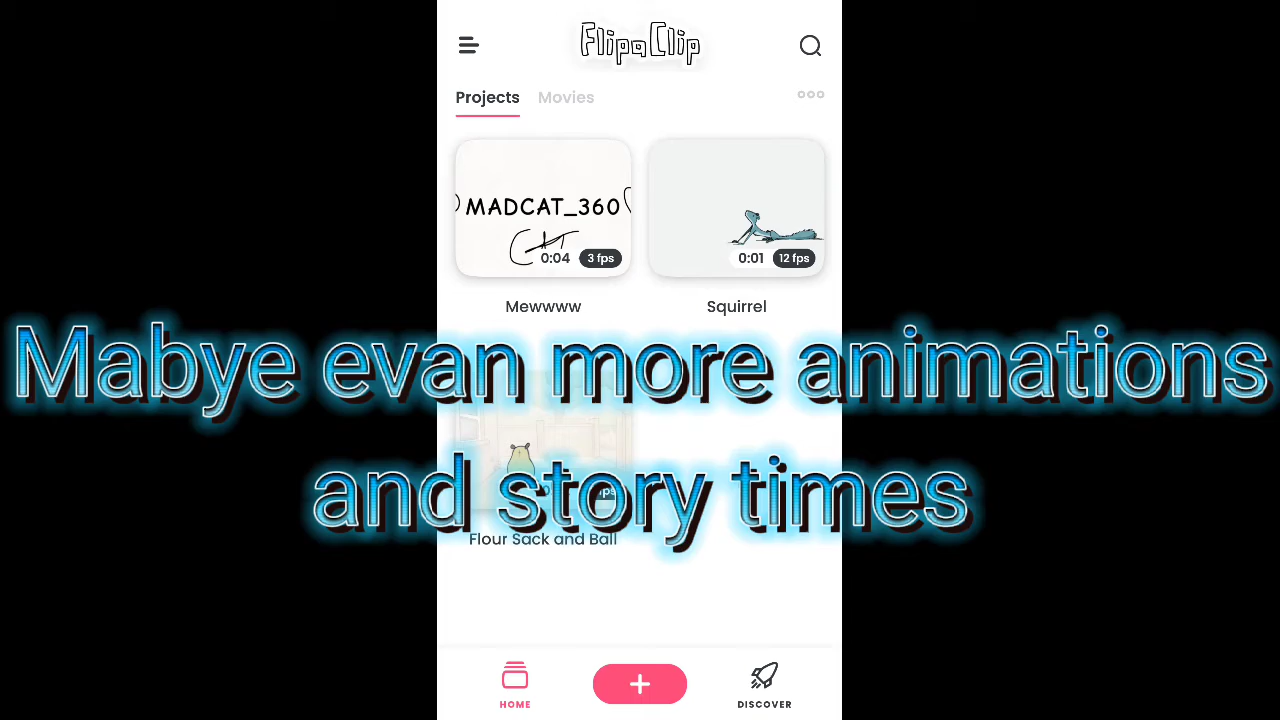 FlipaClip
Projects Movies
MADCAT_360
Cat
0:04 3 fps
0:01 12 fps
Mewwww Squirrel
Mabye evan more animations
and story times
Flour Sack and Ball
HOME
DISCOVER